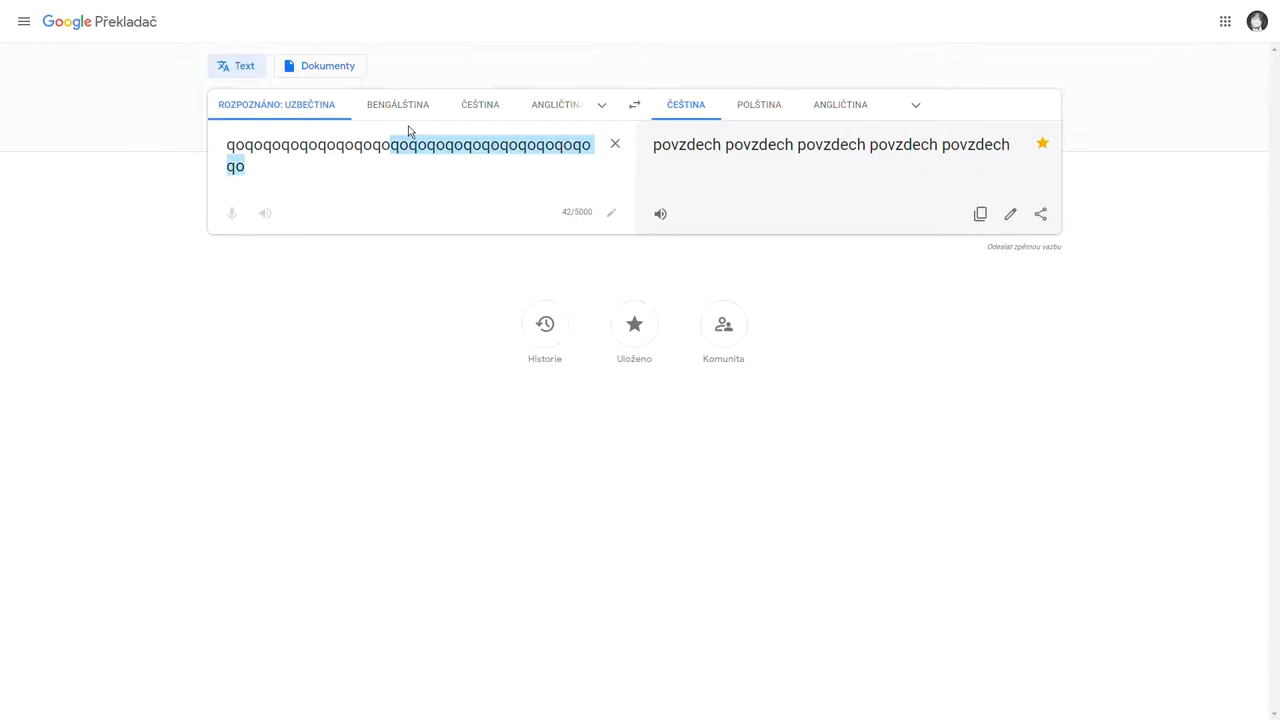 Google Překladač
Text
Dokumenty
ROZPOZNÁNO: UZBEČTINA BENGÁLŠTINA ČEŠTINA ANGLIČTINA ČEŠTINA POLŠTINA ANGLIČTINA
qoqoqoqoqoqoqoqoqoqoqoqoqoqoqoqoqoqoqoqo
qo
42/5000
povzdech povzdech povzdech povzdech povzdech
Odeslat zpětnou vazbu
Historie
Uloženo
Komunita